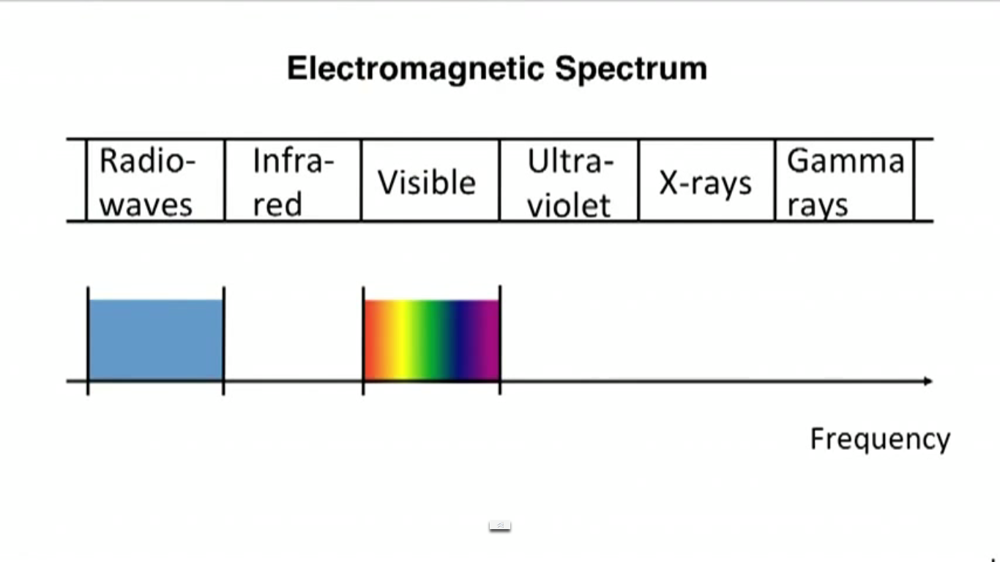 Electromagnetic Spectrum
Radio-
waves
Infra-
red
Visible
Ultra-
violet
X-rays
Gamma
rays
Frequency